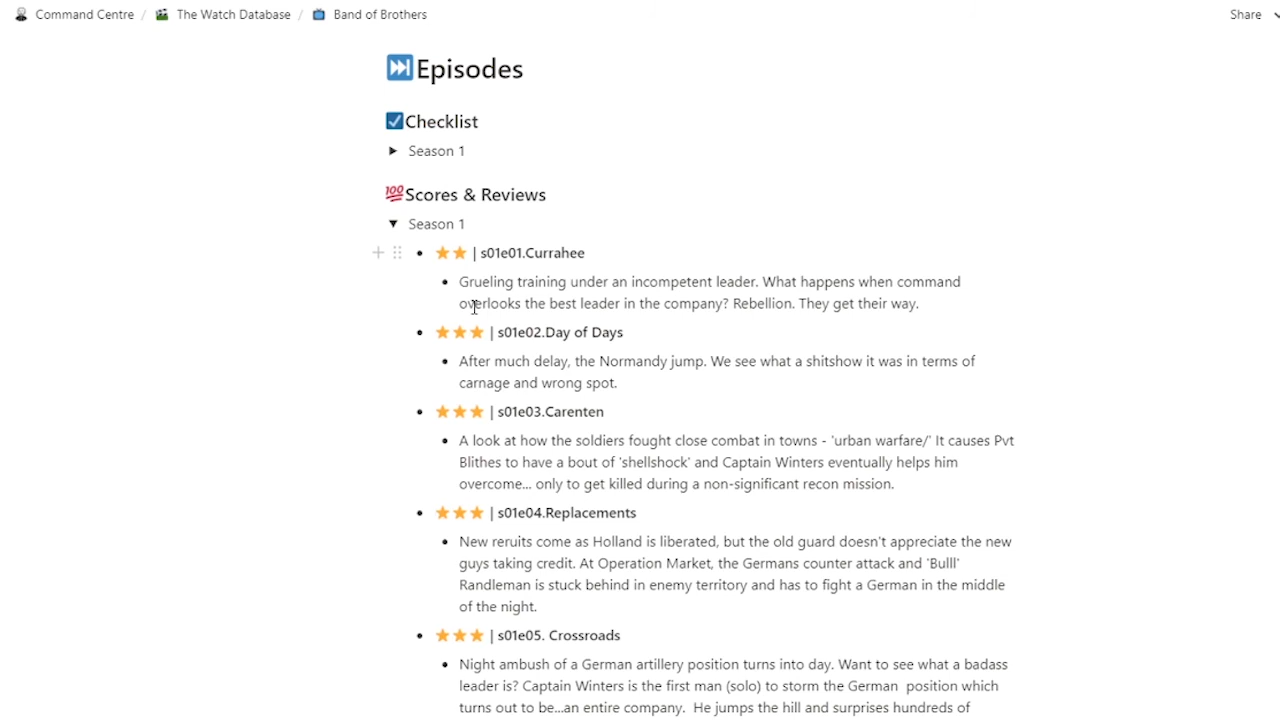 Command Centre / The Watch Database / Band of Brothers Share
Episodes
Checklist
Season 1
Scores & Reviews
Season 1
| s01e01.Currahee
Grueling training under an incompetent leader. What happens when command
overlooks the best leader in the company? Rebellion. They get their way.
| s01e02.Day of Days
After much delay, the Normandy jump. We see what a shitshow it was in terms of
carnage and wrong spot.
| s01e03.Carenten
A look at how the soldiers fought close combat in towns - 'urban warfare/' It causes Pvt
Blithes to have a bout of 'shellshock' and Captain Winters eventually helps him
overcome... only to get killed during a non-significant recon mission.
| s01e04.Replacements
New reruits come as Holland is liberated, but the old guard doesn't appreciate the new
guys taking credit. At Operation Market, the Germans counter attack and 'Bulll'
Randleman is stuck behind in enemy territory and has to fight a German in the middle
of the night.
| s01e05. Crossroads
Night ambush of a German artillery position turns into day. Want to see what a badass
leader is? Captain Winters is the first man (solo) to storm the German  position which
turns out to be...an entire company.  He jumps the hill and surprises hundreds of